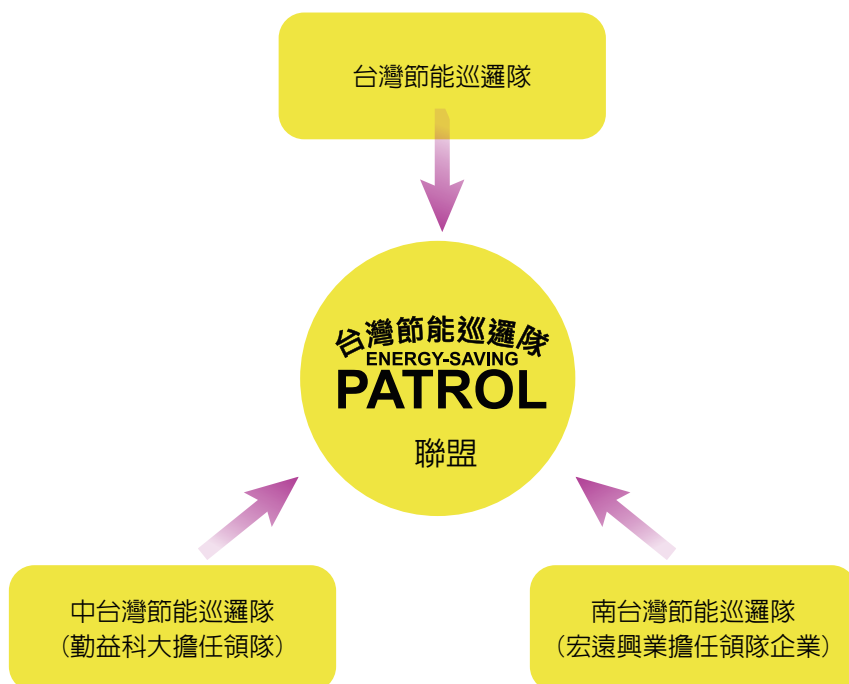 台灣節能巡邏隊
台灣節能巡邏隊
ENERGY-SAVING
PATROL
聯盟
中台灣節能巡邏隊
（勤益科大擔任領隊）
南台灣節能巡邏隊
（宏遠興業擔任領隊企業）